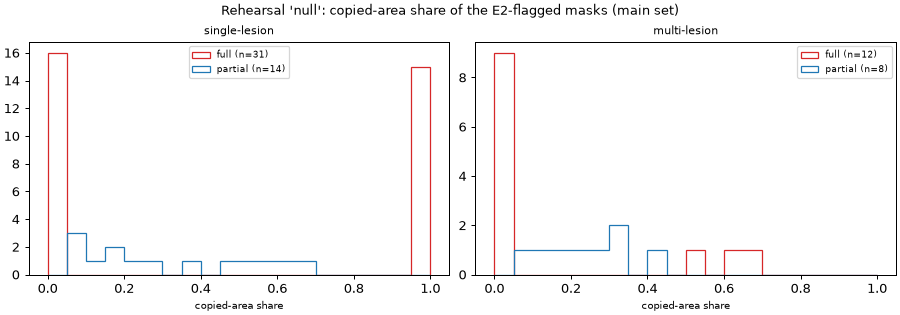 Rehearsal 'null': copied-area share of the E2-flagged masks (main set)
single-lesion
full (n=31)
partial (n=14)
16
14
12
10
8
6
4
2
0
0.0 0.2 0.4 0.6 0.8 1.0
copied-area share
multi-lesion
full (n=12)
partial (n=8)
8
6
4
2
0
0.0 0.2 0.4 0.6 0.8 1.0
copied-area share